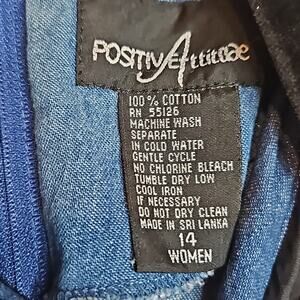 POSITIVE Attitude
100% COTTON
RN 55126
MACHINE WASH
SEPARATE
IN COLD WATER
GENTLE CYCLE
NO CHLORINE BLEACH
TUMBLE DRY LOW
COOL IRON
IF NECESSARY
DO NOT DRY CLEAN
MADE IN SRI LANKA
14
WOMEN